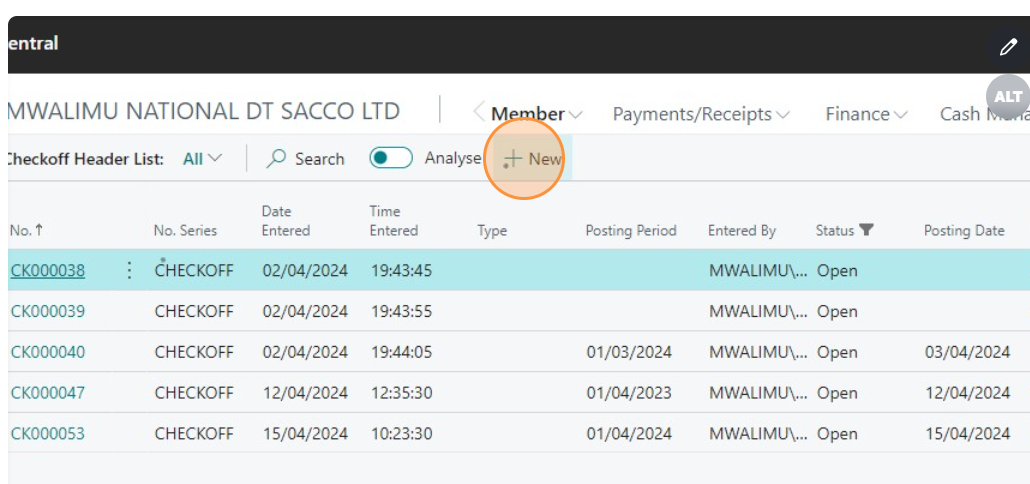 entral
ALT
MWALIMU NATIONAL DT SACCO LTD Member Payments/Receipts Finance Cash
Checkoff Header List: All Search Analyse + New
No. ↑ No. Series Date Entered Time Entered Type Posting Period Entered By Status Posting Date
CK000038 CHECKOFF 02/04/2024 19:43:45 MWALIMU\... Open
CK000039 CHECKOFF 02/04/2024 19:43:55 MWALIMU\... Open
CK000040 CHECKOFF 02/04/2024 19:44:05 01/03/2024 MWALIMU\... Open 03/04/2024
CK000047 CHECKOFF 12/04/2024 12:35:30 01/04/2023 MWALIMU\... Open 12/04/2024
CK000053 CHECKOFF 15/04/2024 10:23:30 01/04/2024 MWALIMU\... Open 15/04/2024